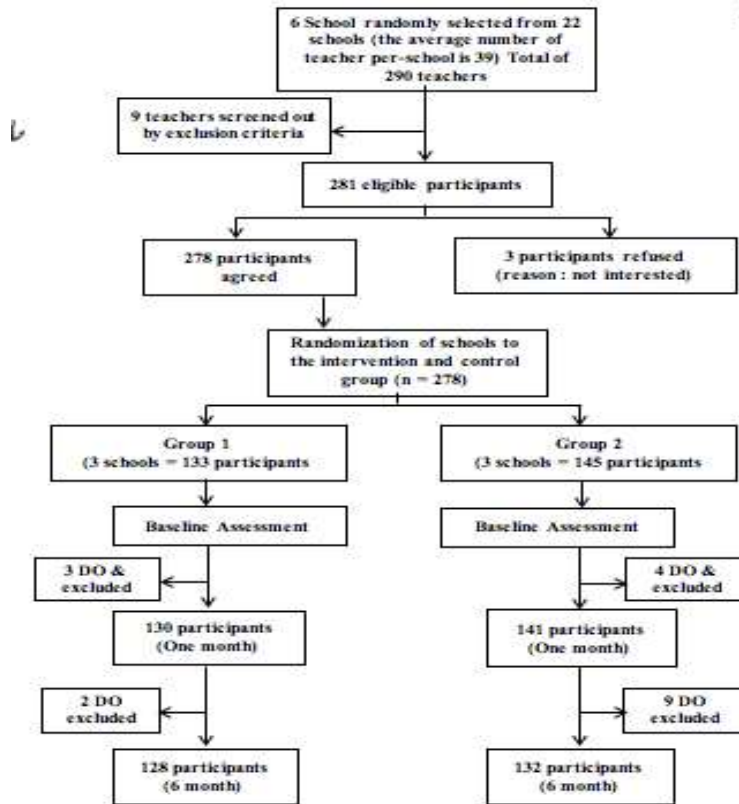 6 School randomly selected from 22
schools (the average number of
teacher per-school is 39) Total of
290 teachers
9 teachers screened out
by exclusion criteria
281 eligible participants
278 participants
agreed
3 participants refused
(reason : not interested)
Randomization of schools to
the intervention and control
group (n = 278)
Group 1
(3 schools = 133 participants
Group 2
(3 schools = 145 participants
Baseline Assessment
Baseline Assessment
3 DO &
excluded
4 DO &
excluded
130 participants
(One month)
141 participants
(One month)
2 DO
excluded
9 DO
excluded
128 participants
(6 month)
132 participants
(6 month)